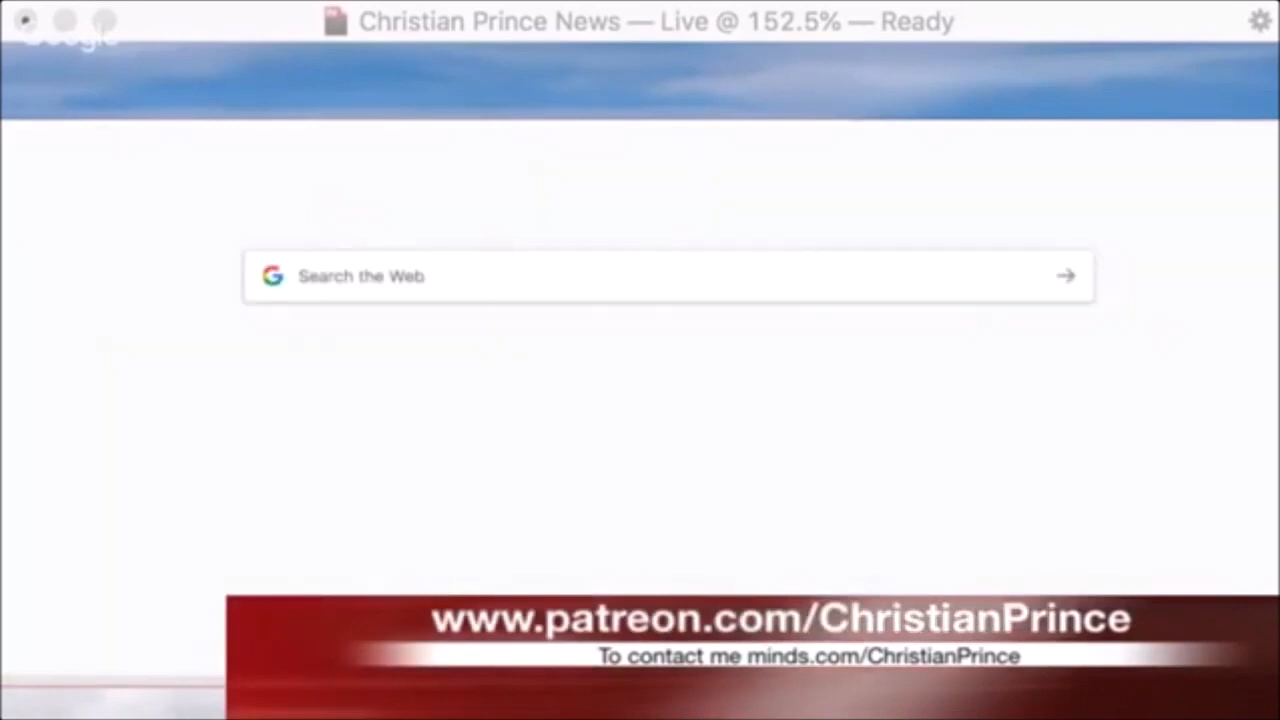 Christian Prince News — Live @ 152.5% — Ready
Google
Search the Web
www.patreon.com/ChristianPrince
To contact me minds.com/ChristianPrince